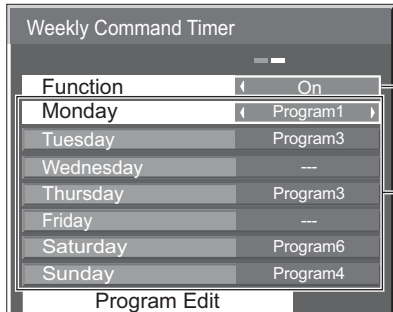 Weekly Command Timer
Function On
Monday Program1
Tuesday Program3
Wednesday ---
Thursday Program3
Friday ---
Saturday Program6
Sunday Program4
Program Edit